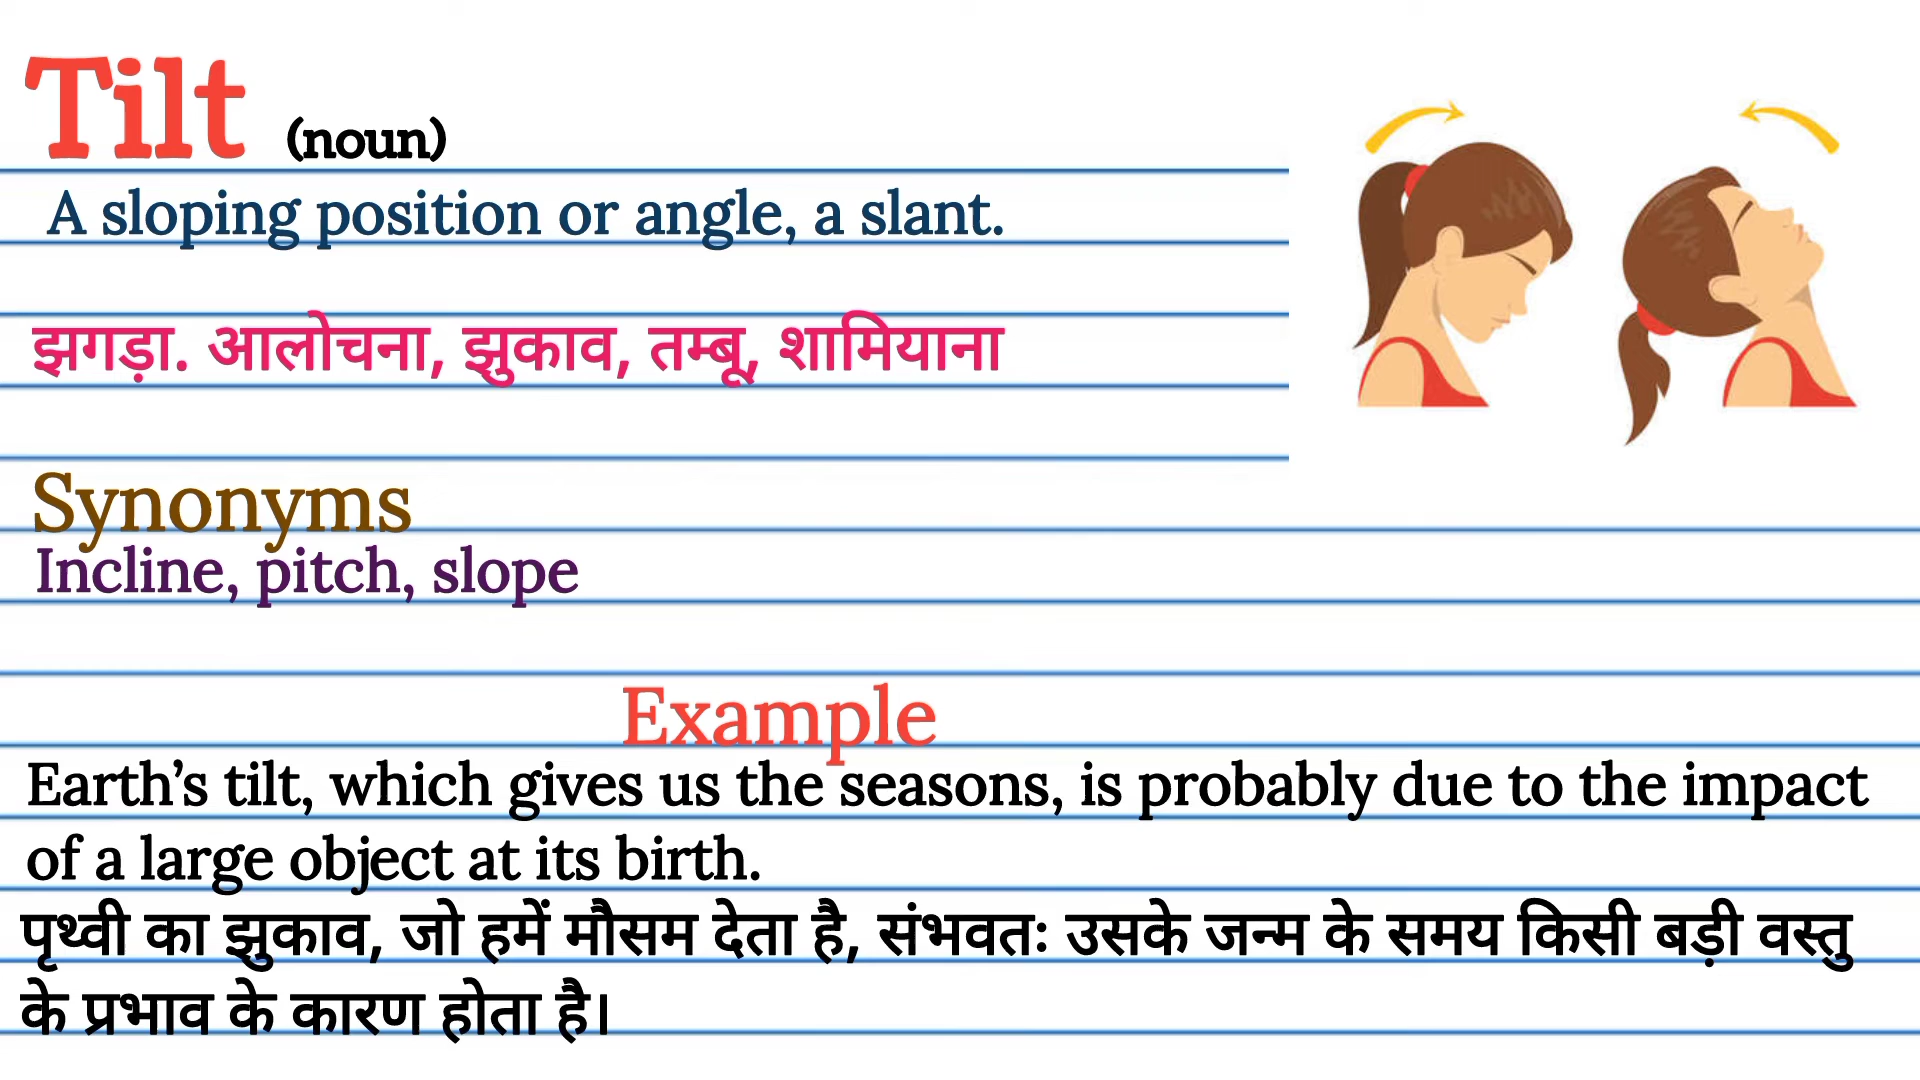 Tilt (noun)
A sloping position or angle, a slant.
झगड़ा. आलोचना, झुकाव, तम्बू, शामियाना
Synonyms
Incline, pitch, slope
Example
Earth’s tilt, which gives us the seasons, is probably due to the impact
of a large object at its birth.
पृथ्वी का झुकाव, जो हमें मौसम देता है, संभवतः उसके जन्म के समय किसी बड़ी वस्तु
के प्रभाव के कारण होता है।